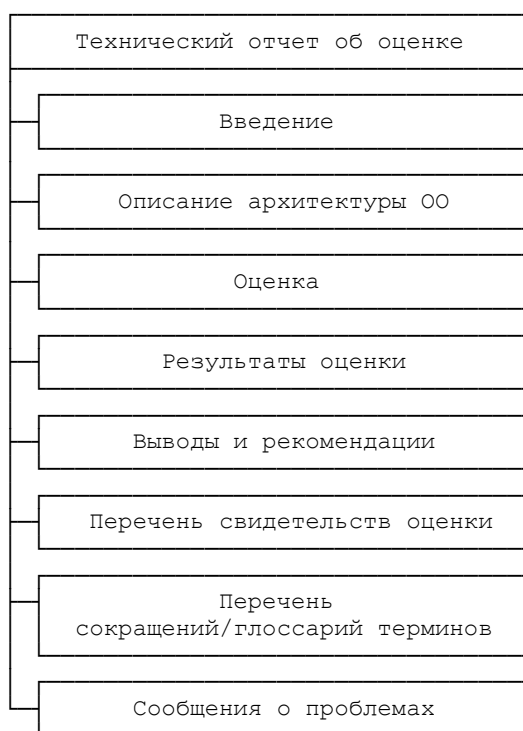 Технический отчет об оценке
Введение
Описание архитектуры ОО
Оценка
Результаты оценки
Выводы и рекомендации
Перечень свидетельств оценки
Перечень
сокращений/глоссарий терминов
Сообщения о проблемах